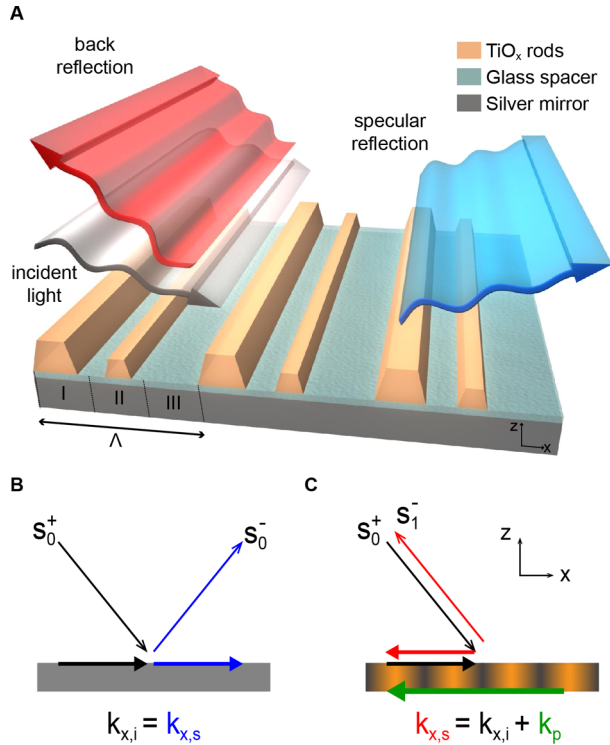 A
back
reflection
TiOₓ rods
Glass spacer
Silver mirror
specular
reflection
incident
light
I
II
III
Λ
z
x
B
C
S₀⁺
S₀⁻
S₀⁺
S₁⁻
z
x
kₓ,ᵢ = kₓ,ₛ
kₓ,ₛ = kₓ,ᵢ + kₚ